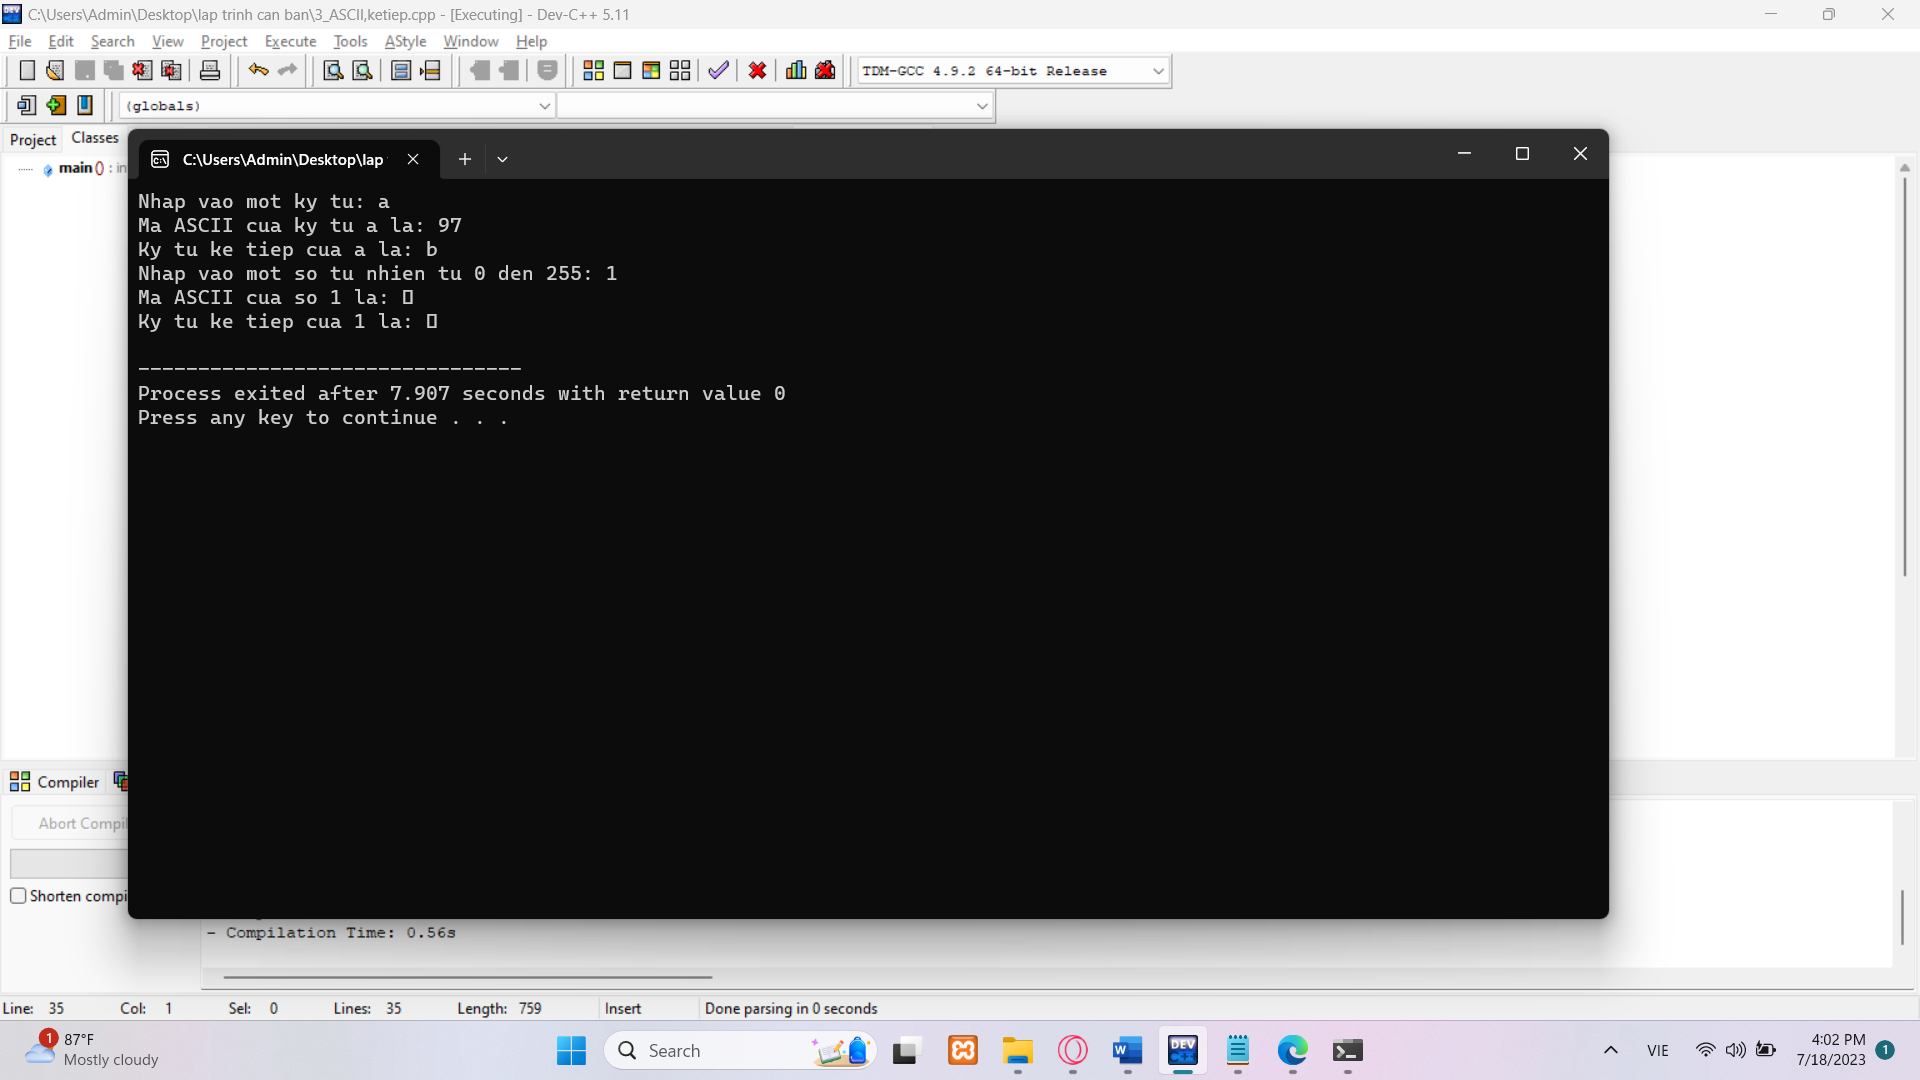 C:\Users\Admin\Desktop\lap trinh can ban\3_ASCII,ketiep.cpp - [Executing] - Dev-C++ 5.11
File Edit Search View Project Execute Tools AStyle Window Help
TDM-GCC 4.9.2 64-bit Release
(globals)
Project Classes
main () : in
C:\Users\Admin\Desktop\lap
Nhap vao mot ky tu: a
Ma ASCII cua ky tu a la: 97
Ky tu ke tiep cua a la: b
Nhap vao mot so tu nhien tu 0 den 255: 1
Ma ASCII cua so 1 la: 
Ky tu ke tiep cua 1 la: 
--------------------------------
Process exited after 7.907 seconds with return value 0
Press any key to continue . . .
Compiler
Abort Compil
Shorten compi
- Compilation Time: 0.56s
Line: 35 Col: 1 Sel: 0 Lines: 35 Length: 759 Insert Done parsing in 0 seconds
1 87°F
Mostly cloudy
Search
DEV
W
VIE
4:02 PM
7/18/2023
1